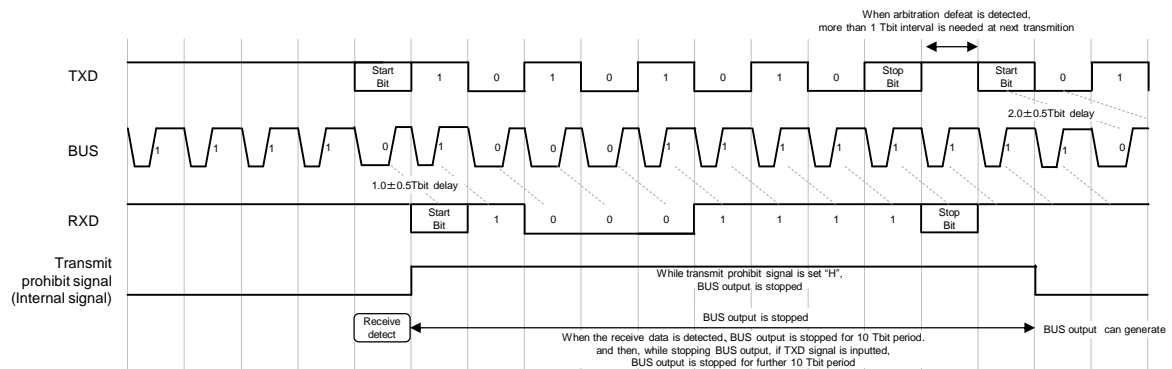 When arbitration defeat is detected,
more than 1 Tbit interval is needed at next transmition
TXD
Start
Bit
1 0 1 0 1 0 1 0
Stop
Bit
Start
Bit
0 1
2.0±0.5Tbit delay
BUS
1 1 1 1 0 1 0 0 0 1 1 1 1 1 1 1 1 0
1.0±0.5Tbit delay
RXD
Start
Bit
1 0 0 0 1 1 1 1
Stop
Bit
Transmit
prohibit signal
(Internal signal)
While transmit prohibit signal is set “H”,
BUS output is stopped
Receive
detect
BUS output is stopped
BUS output can generate
When the receive data is detected, BUS output is stopped for 10 Tbit period.
and then, while stopping BUS output, if TXD signal is inputted,
BUS output is stopped for further 10 Tbit period